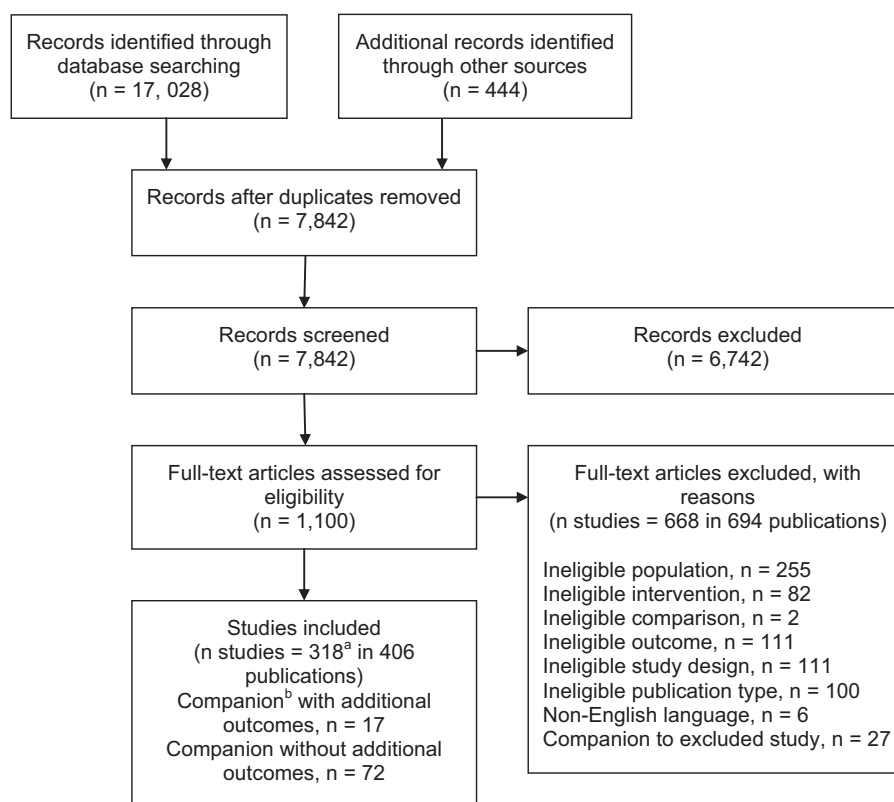 Records identified through
database searching
(n = 17, 028)
Additional records identified
through other sources
(n = 444)
Records after duplicates removed
(n = 7,842)
Records screened
(n = 7,842)
Records excluded
(n = 6,742)
Full-text articles assessed for
eligibility
(n = 1,100)
Full-text articles excluded, with
reasons
(n studies = 668 in 694 publications)
Ineligible population, n = 255
Ineligible intervention, n = 82
Ineligible comparison, n = 2
Ineligible outcome, n = 111
Ineligible study design, n = 111
Ineligible publication type, n = 100
Non-English language, n = 6
Companion to excluded study, n = 27
Studies included
(n studies = 318ᵃ in 406
publications)
Companionᵇ with additional
outcomes, n = 17
Companion without additional
outcomes, n = 72